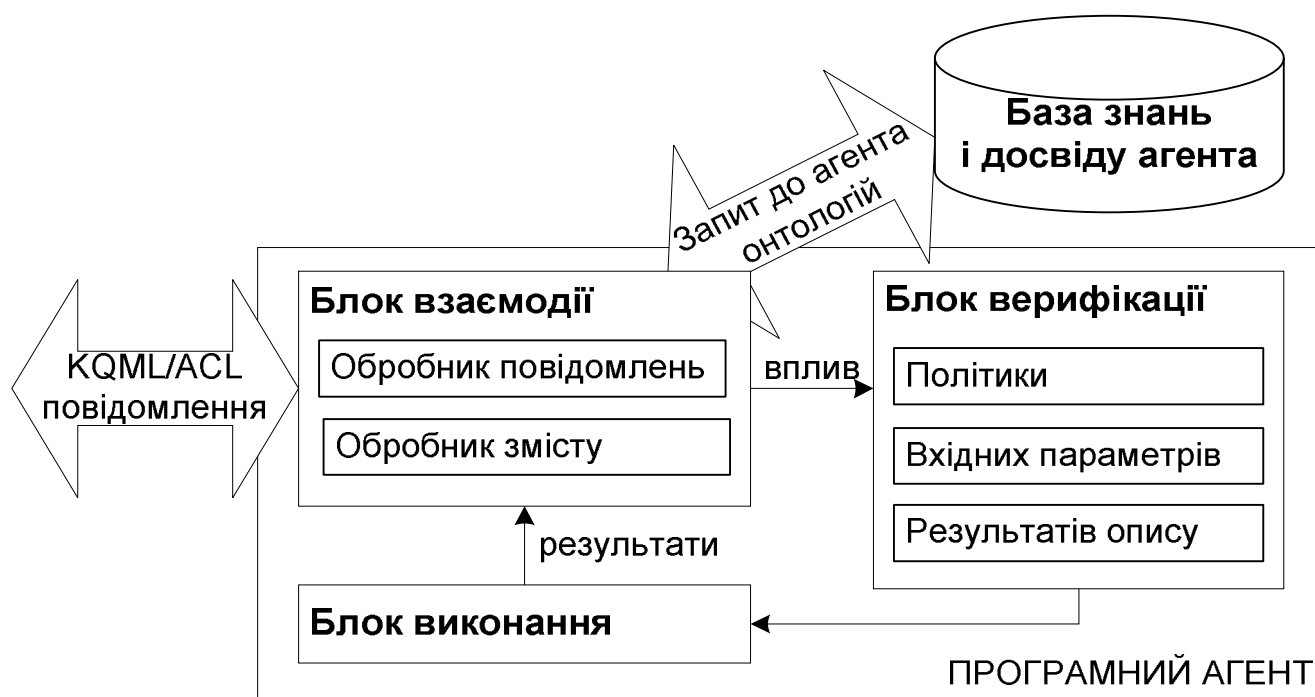 База знань
і досвіду агента
Запит до агента
онтологій
KQML/ACL
повідомлення
Блок взаємодії
Обробник повідомлень
Обробник змісту
вплив
Блок верифікації
Політики
Вхідних параметрів
Результатів опису
результати
Блок виконання
ПРОГРАМНИЙ АГЕНТ